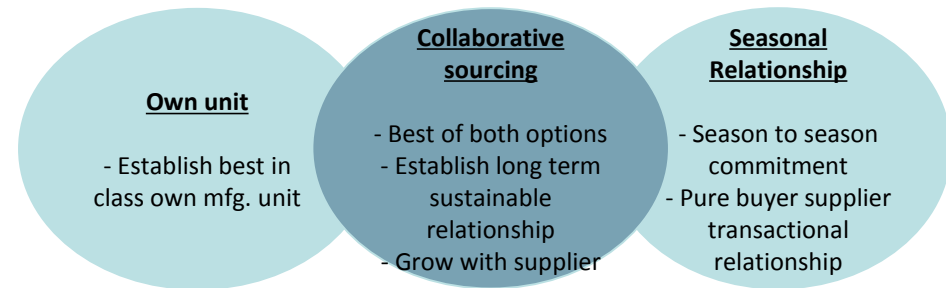 Own unit
- Establish best in
class own mfg. unit
Collaborative
sourcing
- Best of both options
- Establish long term
sustainable
relationship
- Grow with supplier
Seasonal
Relationship
- Season to season
commitment
- Pure buyer supplier
transactional
relationship